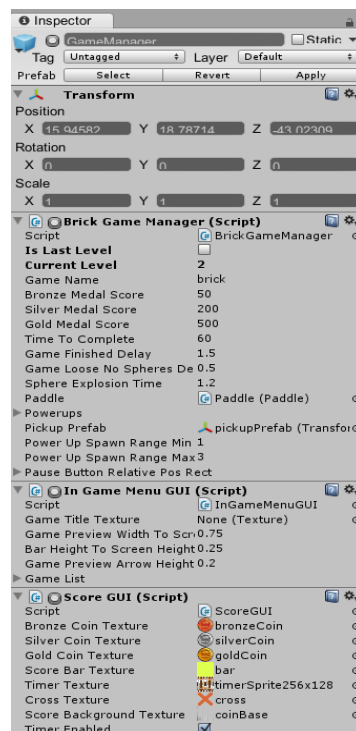 Inspector
GameManager Static
Tag Untagged Layer Default
Prefab Select Revert Apply
Transform
Position
X 15.94582 Y 18.78714 Z -43.02309
Rotation
X 0 Y 0 Z 0
Scale
X 1 Y 1 Z 1
Brick Game Manager (Script)
Script BrickGameManager
Is Last Level
Current Level 2
Game Name brick
Bronze Medal Score 50
Silver Medal Score 200
Gold Medal Score 500
Time To Complete 60
Game Finished Delay 1.5
Game Loose No Spheres De 0.5
Sphere Explosion Time 1.2
Paddle Paddle (Paddle)
Powerups
Pickup Prefab pickupPrefab (Transfor
Power Up Spawn Range Min 1
Power Up Spawn Range Max 3
Pause Button Relative Pos Rect
In Game Menu GUI (Script)
Script InGameMenuGUI
Game Title Texture None (Texture)
Game Preview Width To Scr 0.75
Bar Height To Screen Height 0.25
Game Preview Arrow Height 0.2
Game List
Score GUI (Script)
Script ScoreGUI
Bronze Coin Texture bronzeCoin
Silver Coin Texture silverCoin
Gold Coin Texture goldCoin
Score Bar Texture bar
Timer Texture timerSprite256x128
Cross Texture cross
Score Background Texture coinBase
Timer Enabled